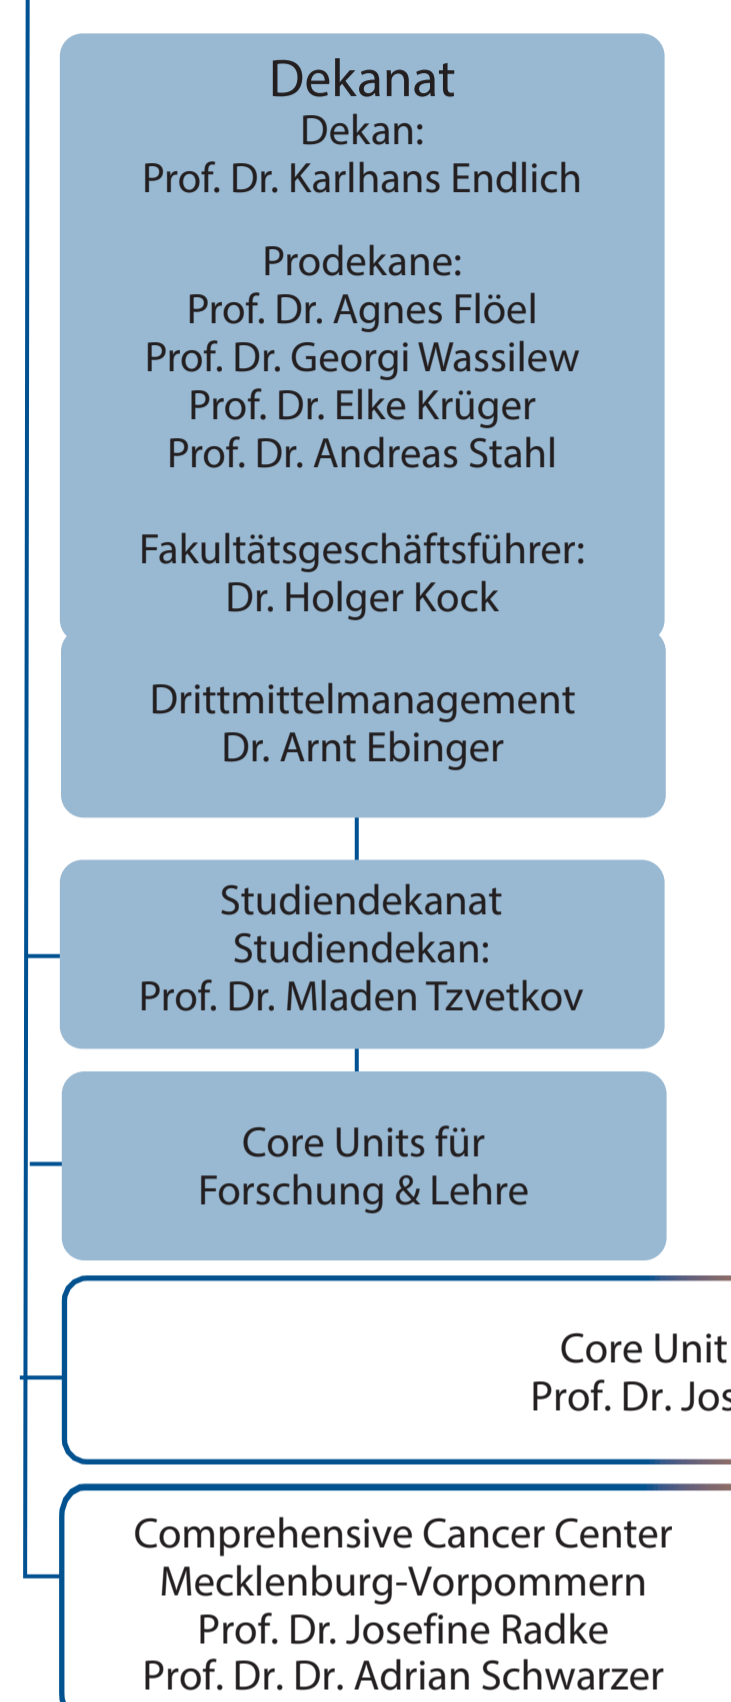 Dekanat
Dekan:
Prof. Dr. Karlhans Endlich
Prodekane:
Prof. Dr. Agnes Flöel
Prof. Dr. Georgi Wassilew
Prof. Dr. Elke Krüger
Prof. Dr. Andreas Stahl
Fakultätsgeschäftsführer:
Dr. Holger Kock
Drittmittelmanagement
Dr. Arnt Ebinger
Studiendekanat
Studiendekan:
Prof. Dr. Mladen Tzvetkov
Core Units für
Forschung & Lehre
Core Unit
Prof. Dr. Jos
Comprehensive Cancer Center
Mecklenburg-Vorpommern
Prof. Dr. Josefine Radke
Prof. Dr. Dr. Adrian Schwarzer